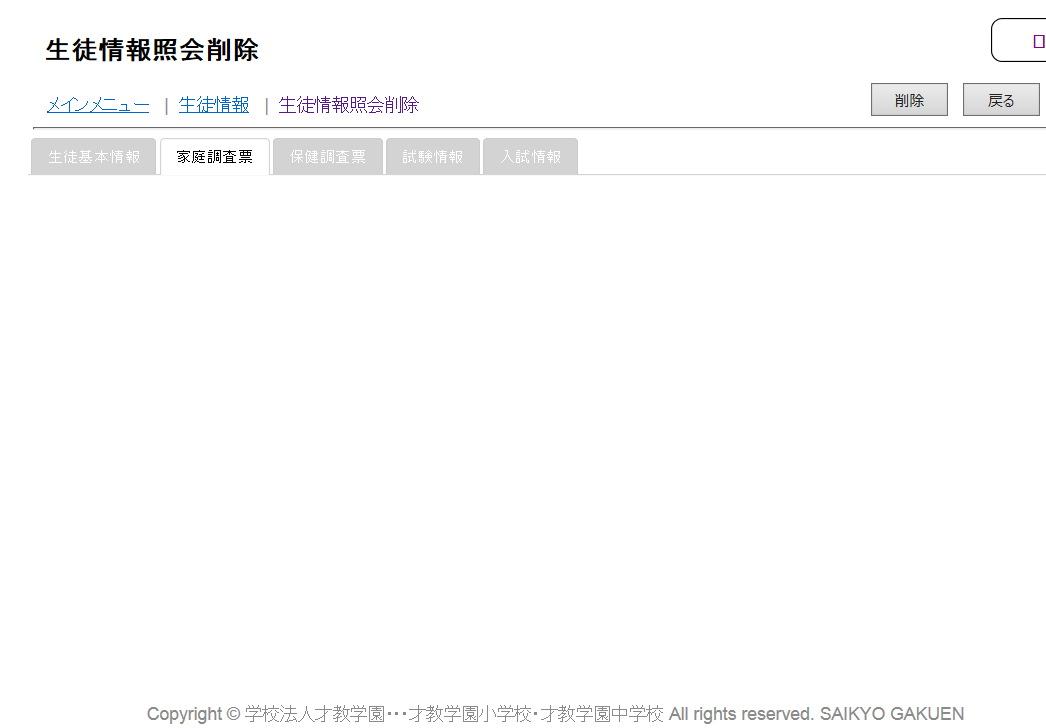 生徒情報照会削除
メインメニュー | 生徒情報 | 生徒情報照会削除
削除 戻る
生徒基本情報 家庭調査票 保健調査票 試験情報 入試情報
Copyright © 学校法人才教学園・・・才教学園小学校・才教学園中学校 All rights reserved. SAIKYO GAKUEN